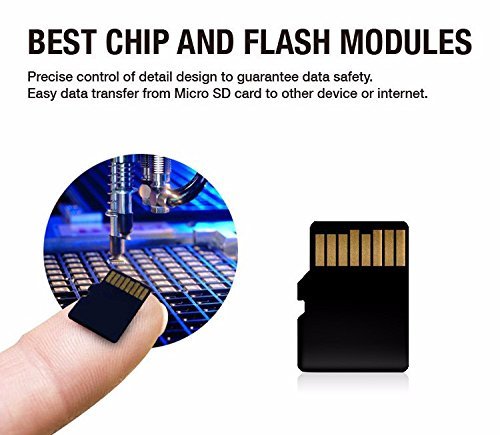 BEST CHIP AND FLASH MODULES
Precise control of detail design to guarantee data safety.
Easy data transfer from Micro SD card to other device or internet.